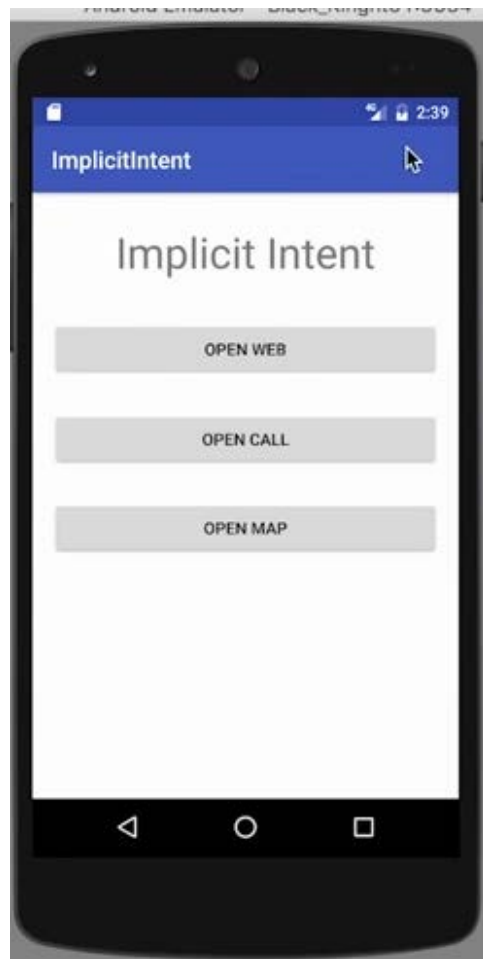 2:39
ImplicitIntent
Implicit Intent
OPEN WEB
OPEN CALL
OPEN MAP